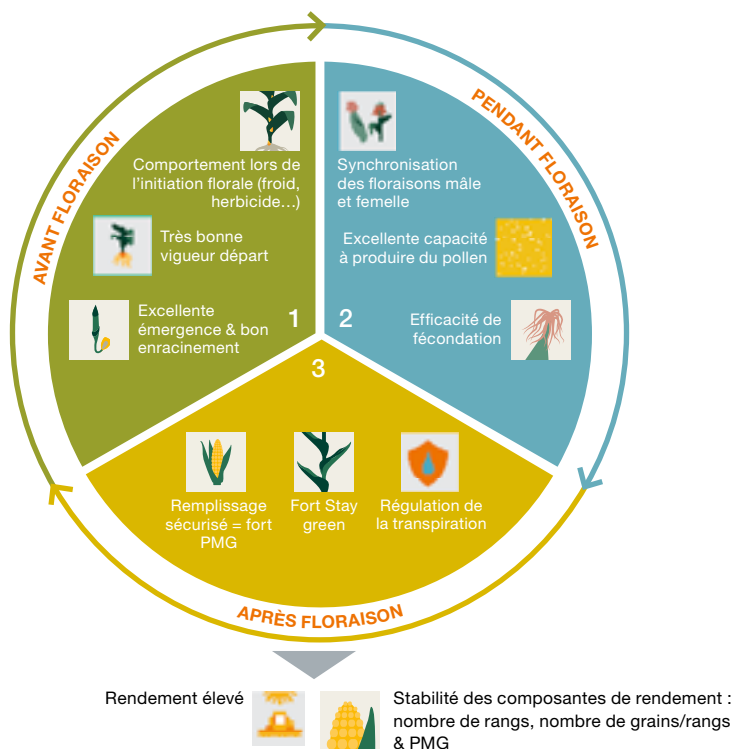 AVANT FLORAISON
Comportement lors de
l'initiation florale (froid,
herbicide…)
Très bonne
vigueur départ
Excellente
émergence & bon
enracinement
1
PENDANT FLORAISON
Synchronisation
des floraisons mâle
et femelle
Excellente capacité
à produire du pollen
Efficacité de
fécondation
2
3
Remplissage
sécurisé = fort
PMG
Fort Stay
green
Régulation de
la transpiration
APRÈS FLORAISON
Rendement élevé
Stabilité des composantes de rendement :
nombre de rangs, nombre de grains/rangs
& PMG